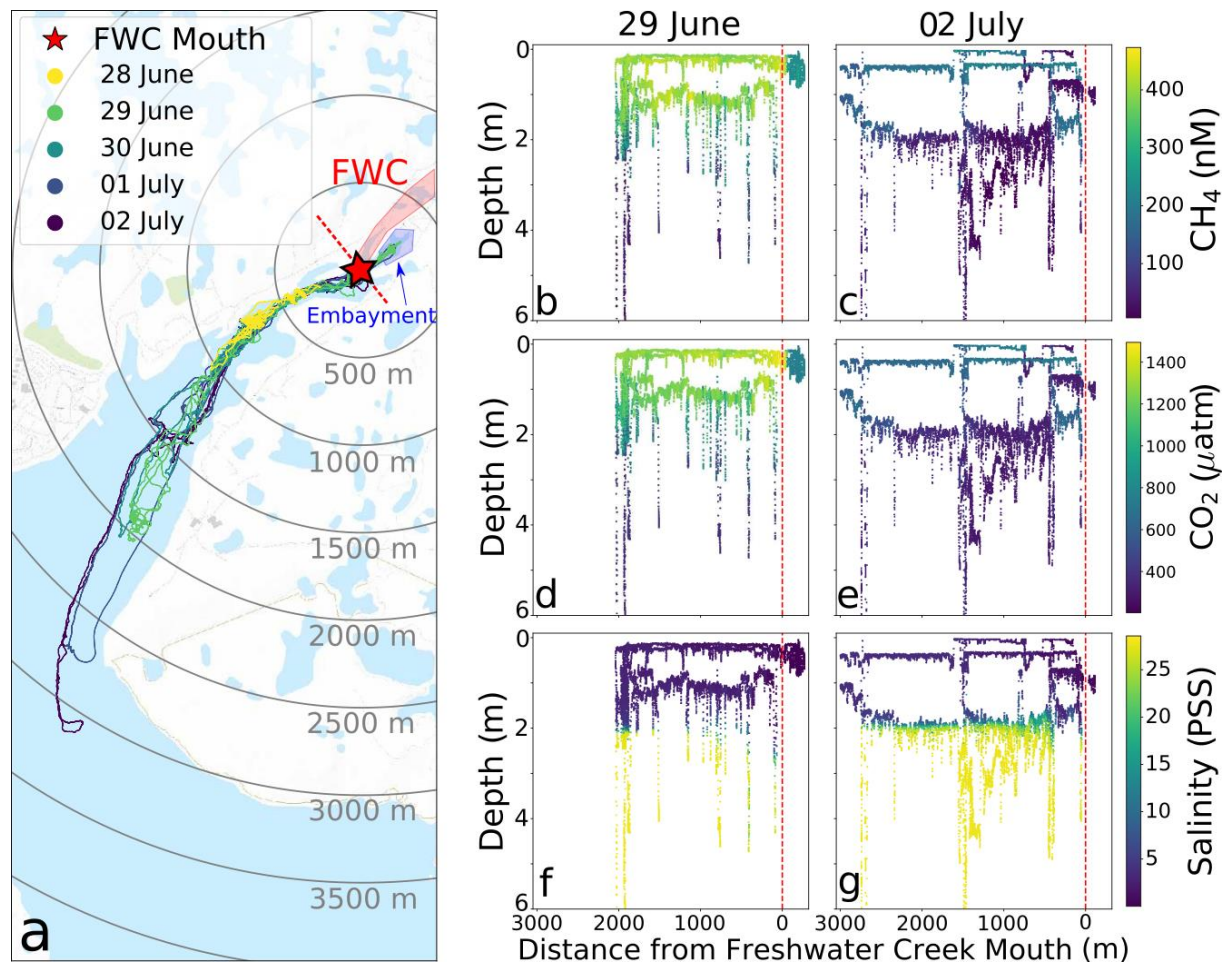 FWC Mouth
28 June
29 June
30 June
01 July
02 July
FWC
Embayment
500 m
1000 m
1500 m
2000 m
2500 m
3000 m
3500 m
a
29 June
02 July
0
2
4
6
Depth (m)
b
c
400
300
200
100
CH4 (nM)
0
2
4
6
Depth (m)
d
e
1400
1200
1000
800
600
400
CO2 (µatm)
0
2
4
6
Depth (m)
f
g
25
20
15
10
5
Salinity (PSS)
3000
2000
1000
0
3000
2000
1000
0
Distance from Freshwater Creek Mouth (m)